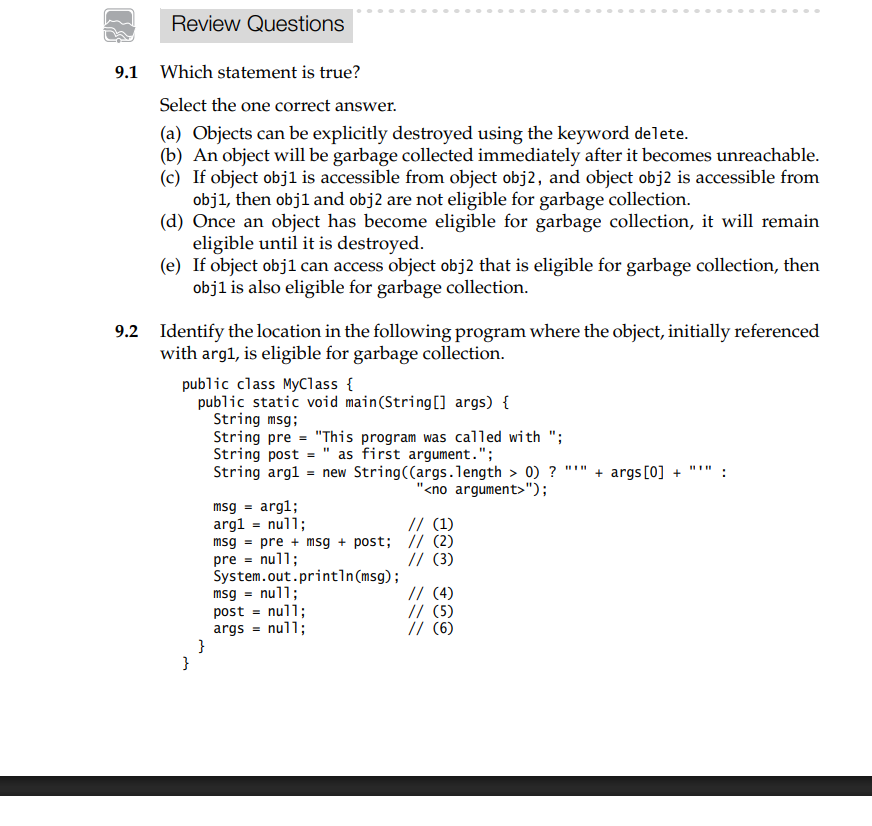 Review Questions
9.1 Which statement is true?
Select the one correct answer.
(a) Objects can be explicitly destroyed using the keyword delete.
(b) An object will be garbage collected immediately after it becomes unreachable.
(c) If object obj1 is accessible from object obj2, and object obj2 is accessible from
obj1, then obj1 and obj2 are not eligible for garbage collection.
(d) Once an object has become eligible for garbage collection, it will remain
eligible until it is destroyed.
(e) If object obj1 can access object obj2 that is eligible for garbage collection, then
obj1 is also eligible for garbage collection.
9.2 Identify the location in the following program where the object, initially referenced
with arg1, is eligible for garbage collection.
public class MyClass {
public static void main(String[] args) {
String msg;
String pre = "This program was called with ";
String post = " as first argument.";
String arg1 = new String((args.length > 0) ? "'" + args[0] + "'" :
"<no argument>");
msg = arg1;
arg1 = null; // (1)
msg = pre + msg + post; // (2)
pre = null; // (3)
System.out.println(msg);
msg = null; // (4)
post = null; // (5)
args = null; // (6)
}
}